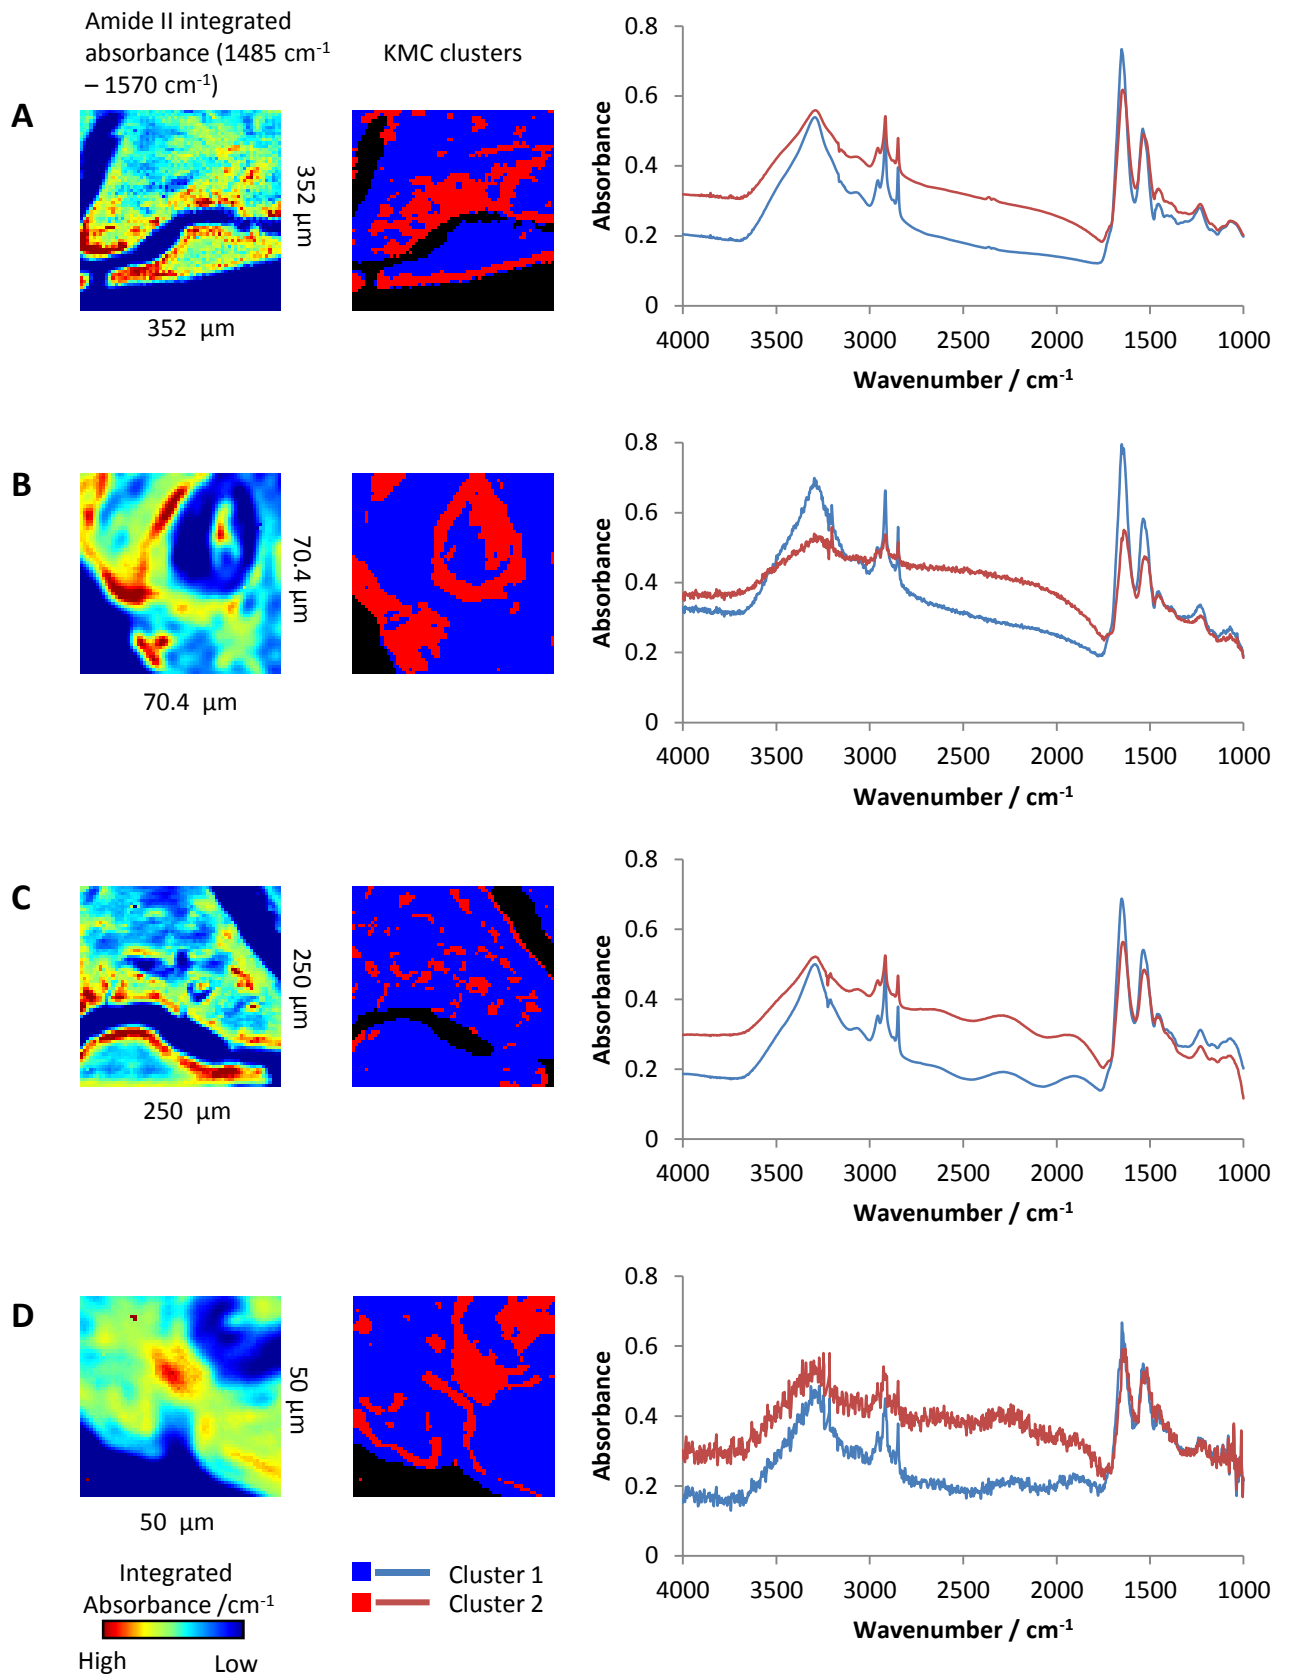 Amide II integrated
absorbance (1485 cm⁻¹
– 1570 cm⁻¹)
KMC clusters
A
352 µm
352 µm
Absorbance
0.8
0.6
0.4
0.2
0
4000 3500 3000 2500 2000 1500 1000
Wavenumber / cm⁻¹
B
70.4 µm
70.4 µm
Absorbance
0.8
0.6
0.4
0.2
0
4000 3500 3000 2500 2000 1500 1000
Wavenumber / cm⁻¹
C
250 µm
250 µm
Absorbance
0.8
0.6
0.4
0.2
0
4000 3500 3000 2500 2000 1500 1000
Wavenumber / cm⁻¹
D
50 µm
50 µm
Absorbance
0.8
0.6
0.4
0.2
0
4000 3500 3000 2500 2000 1500 1000
Wavenumber / cm⁻¹
Integrated
Absorbance /cm⁻¹
High Low
Cluster 1
Cluster 2